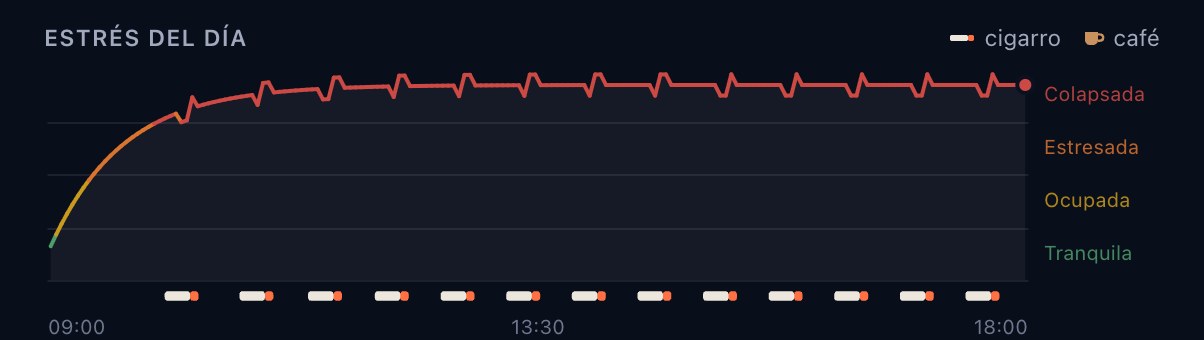 ESTRÉS DEL DÍA
cigarro café
Colapsada
Estresada
Ocupada
Tranquila
09:00 13:30 18:00